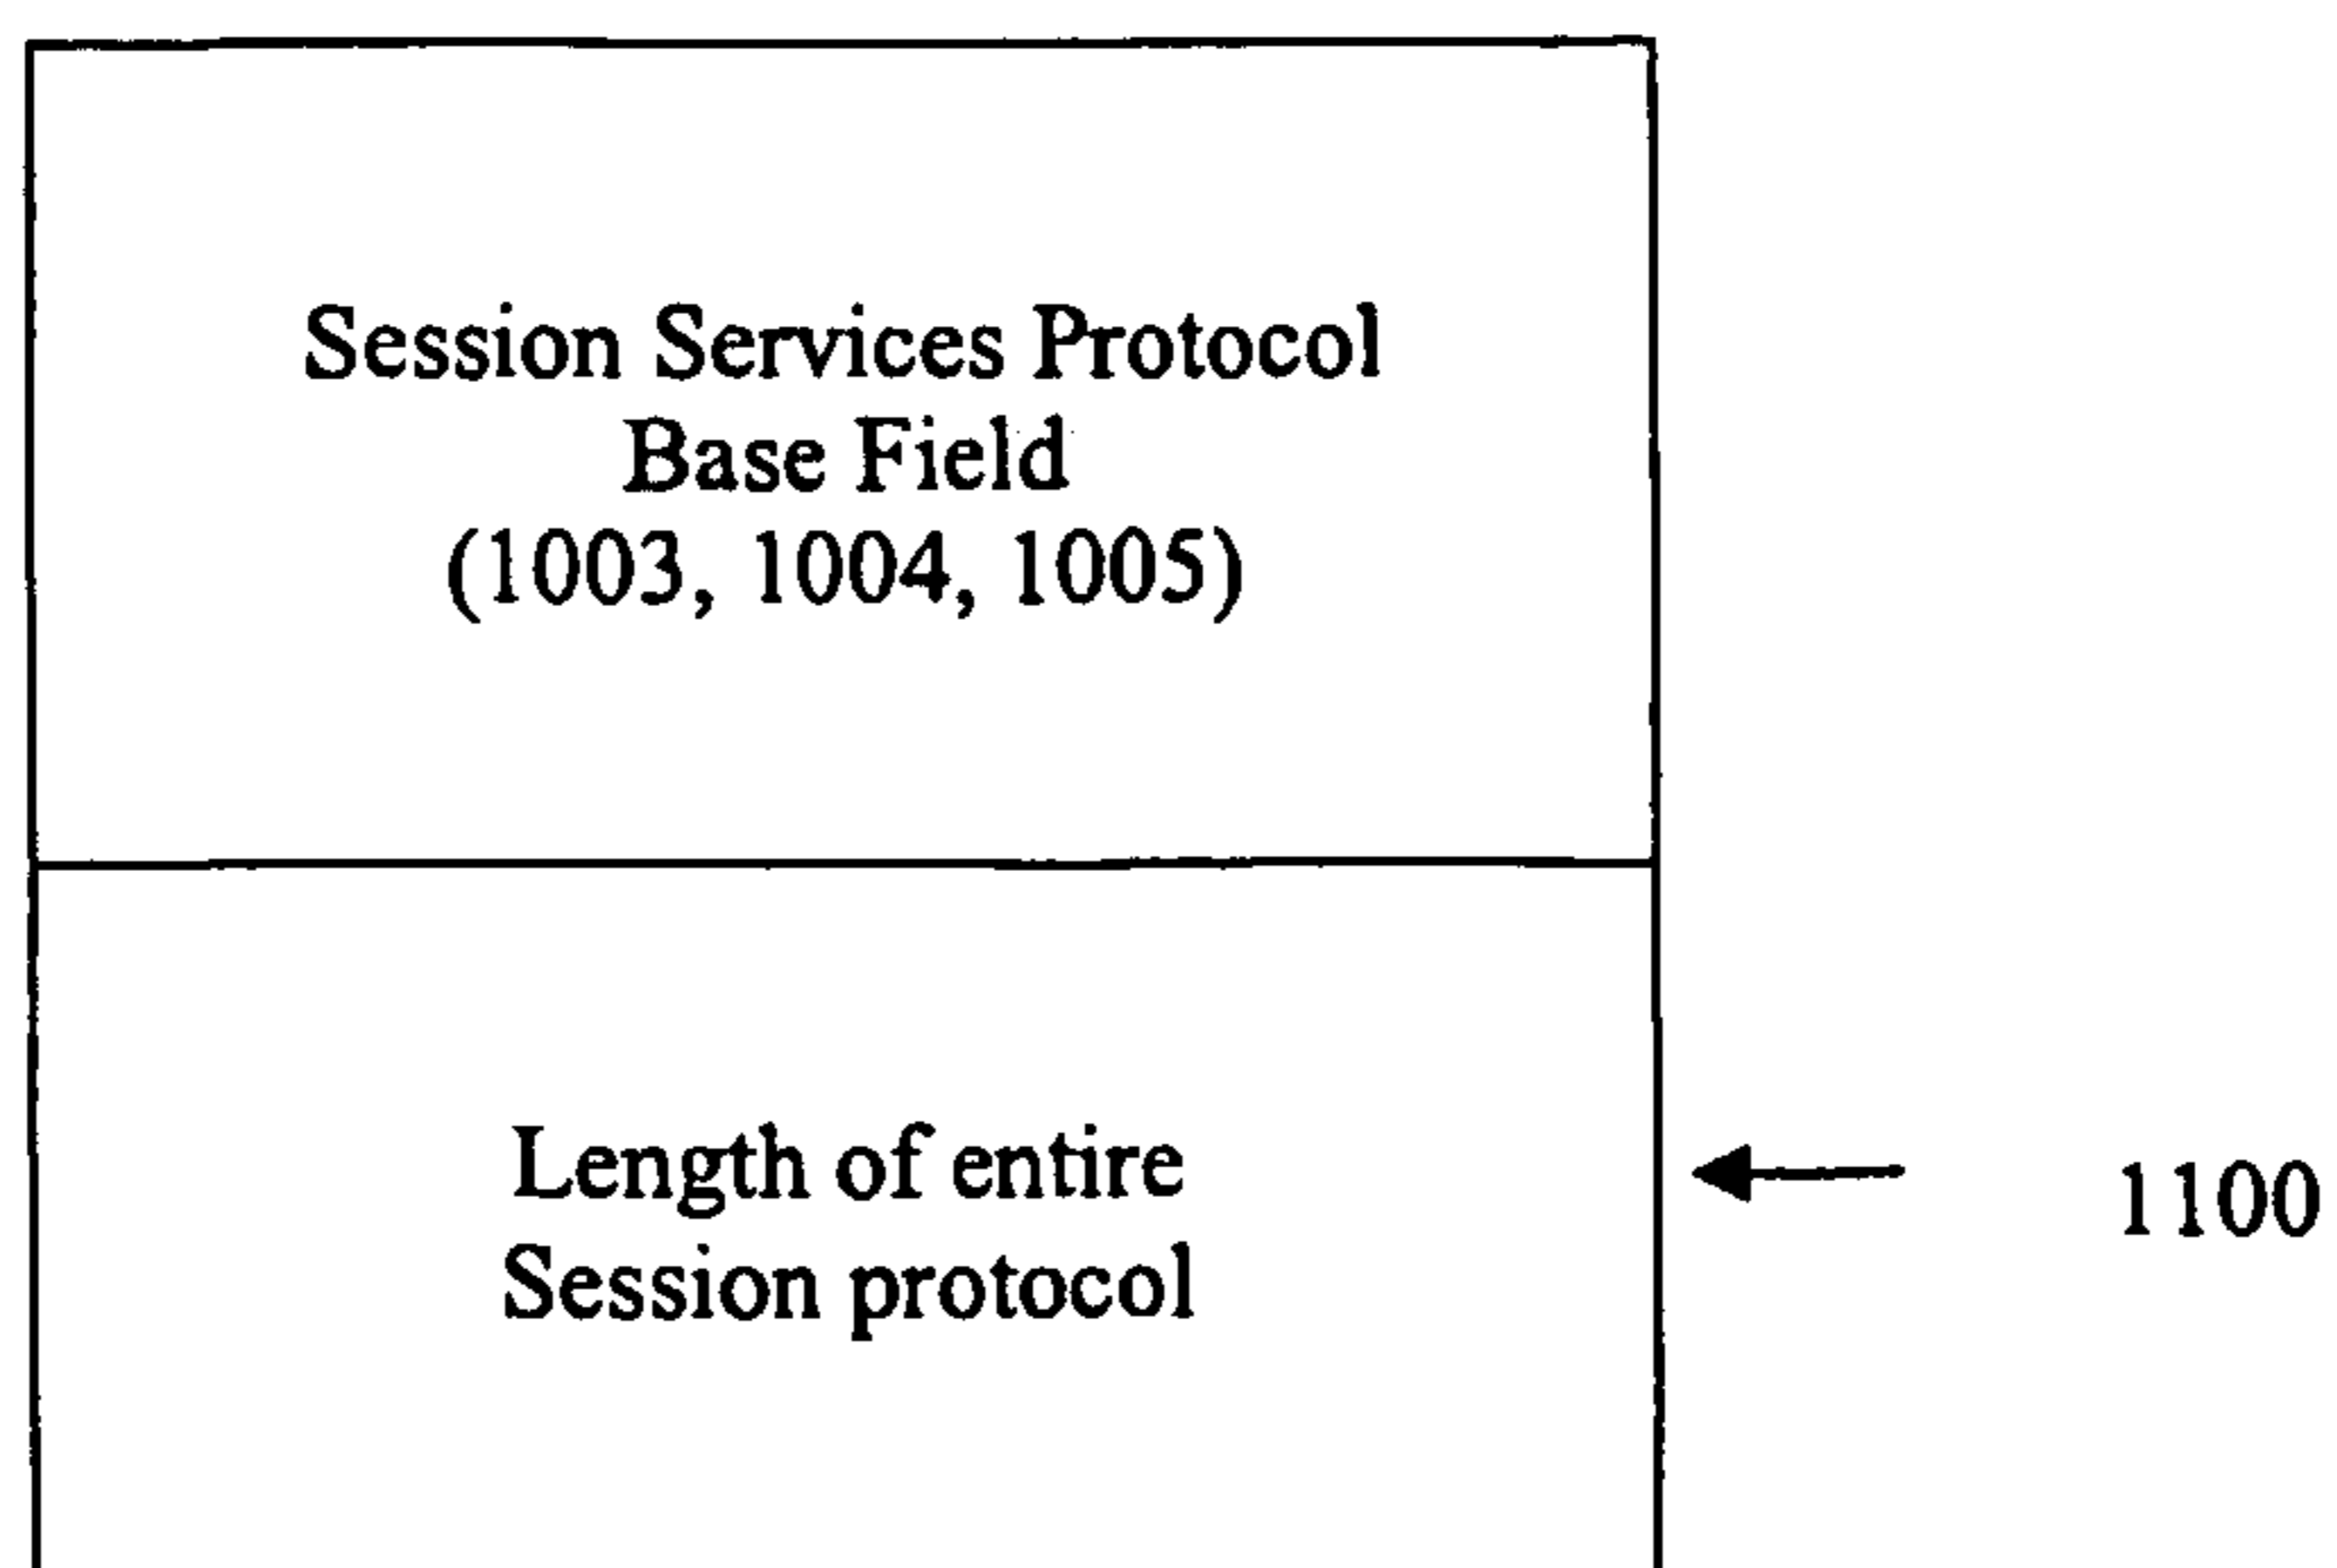 Session Services Protocol
Base Field
(1003, 1004, 1005)
Length of entire
Session protocol
1100